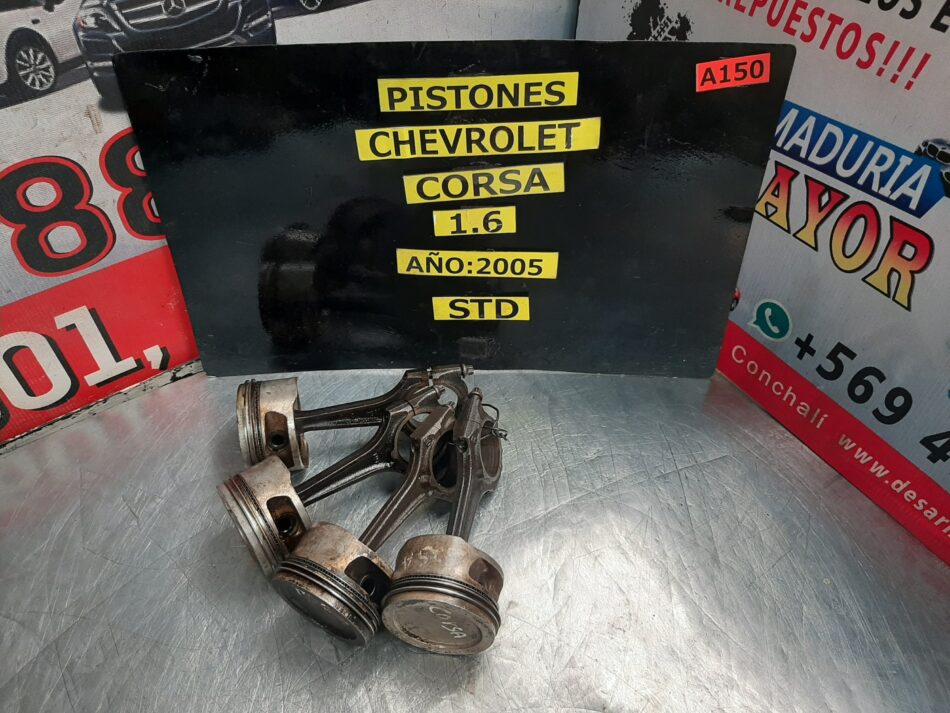 A150
PISTONES
CHEVROLET
CORSA
1.6
AÑO:2005
STD
88
01,
REPUESTOS!!!
MADURIA
AYOR
+569 4
Conchalí www.desar
CORSA